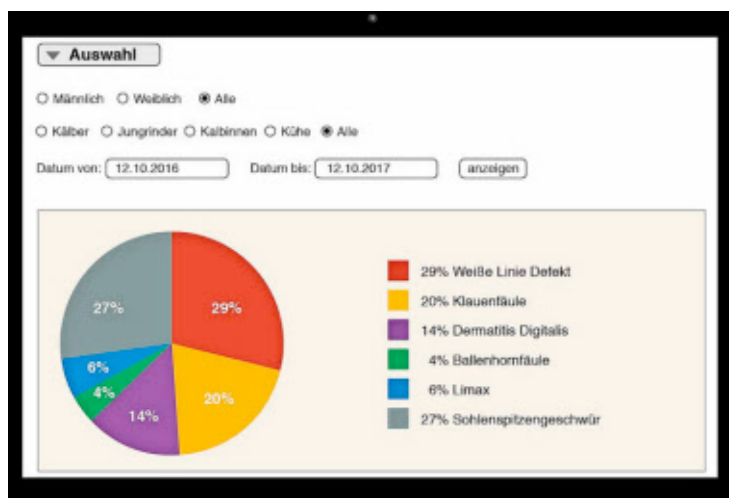 Auswahl
Männlich Weiblich Alle
Kälber Jungrinder Kalbinnen Kühe Alle
Datum von: 12.10.2016 Datum bis: 12.10.2017 anzeigen
27%
29%
6%
4%
14%
20%
29% Weiße Linie Defekt
20% Klauenfäule
14% Dermatitis Digitalis
4% Ballenhornfäule
6% Limax
27% Sohlenspitzengeschwür